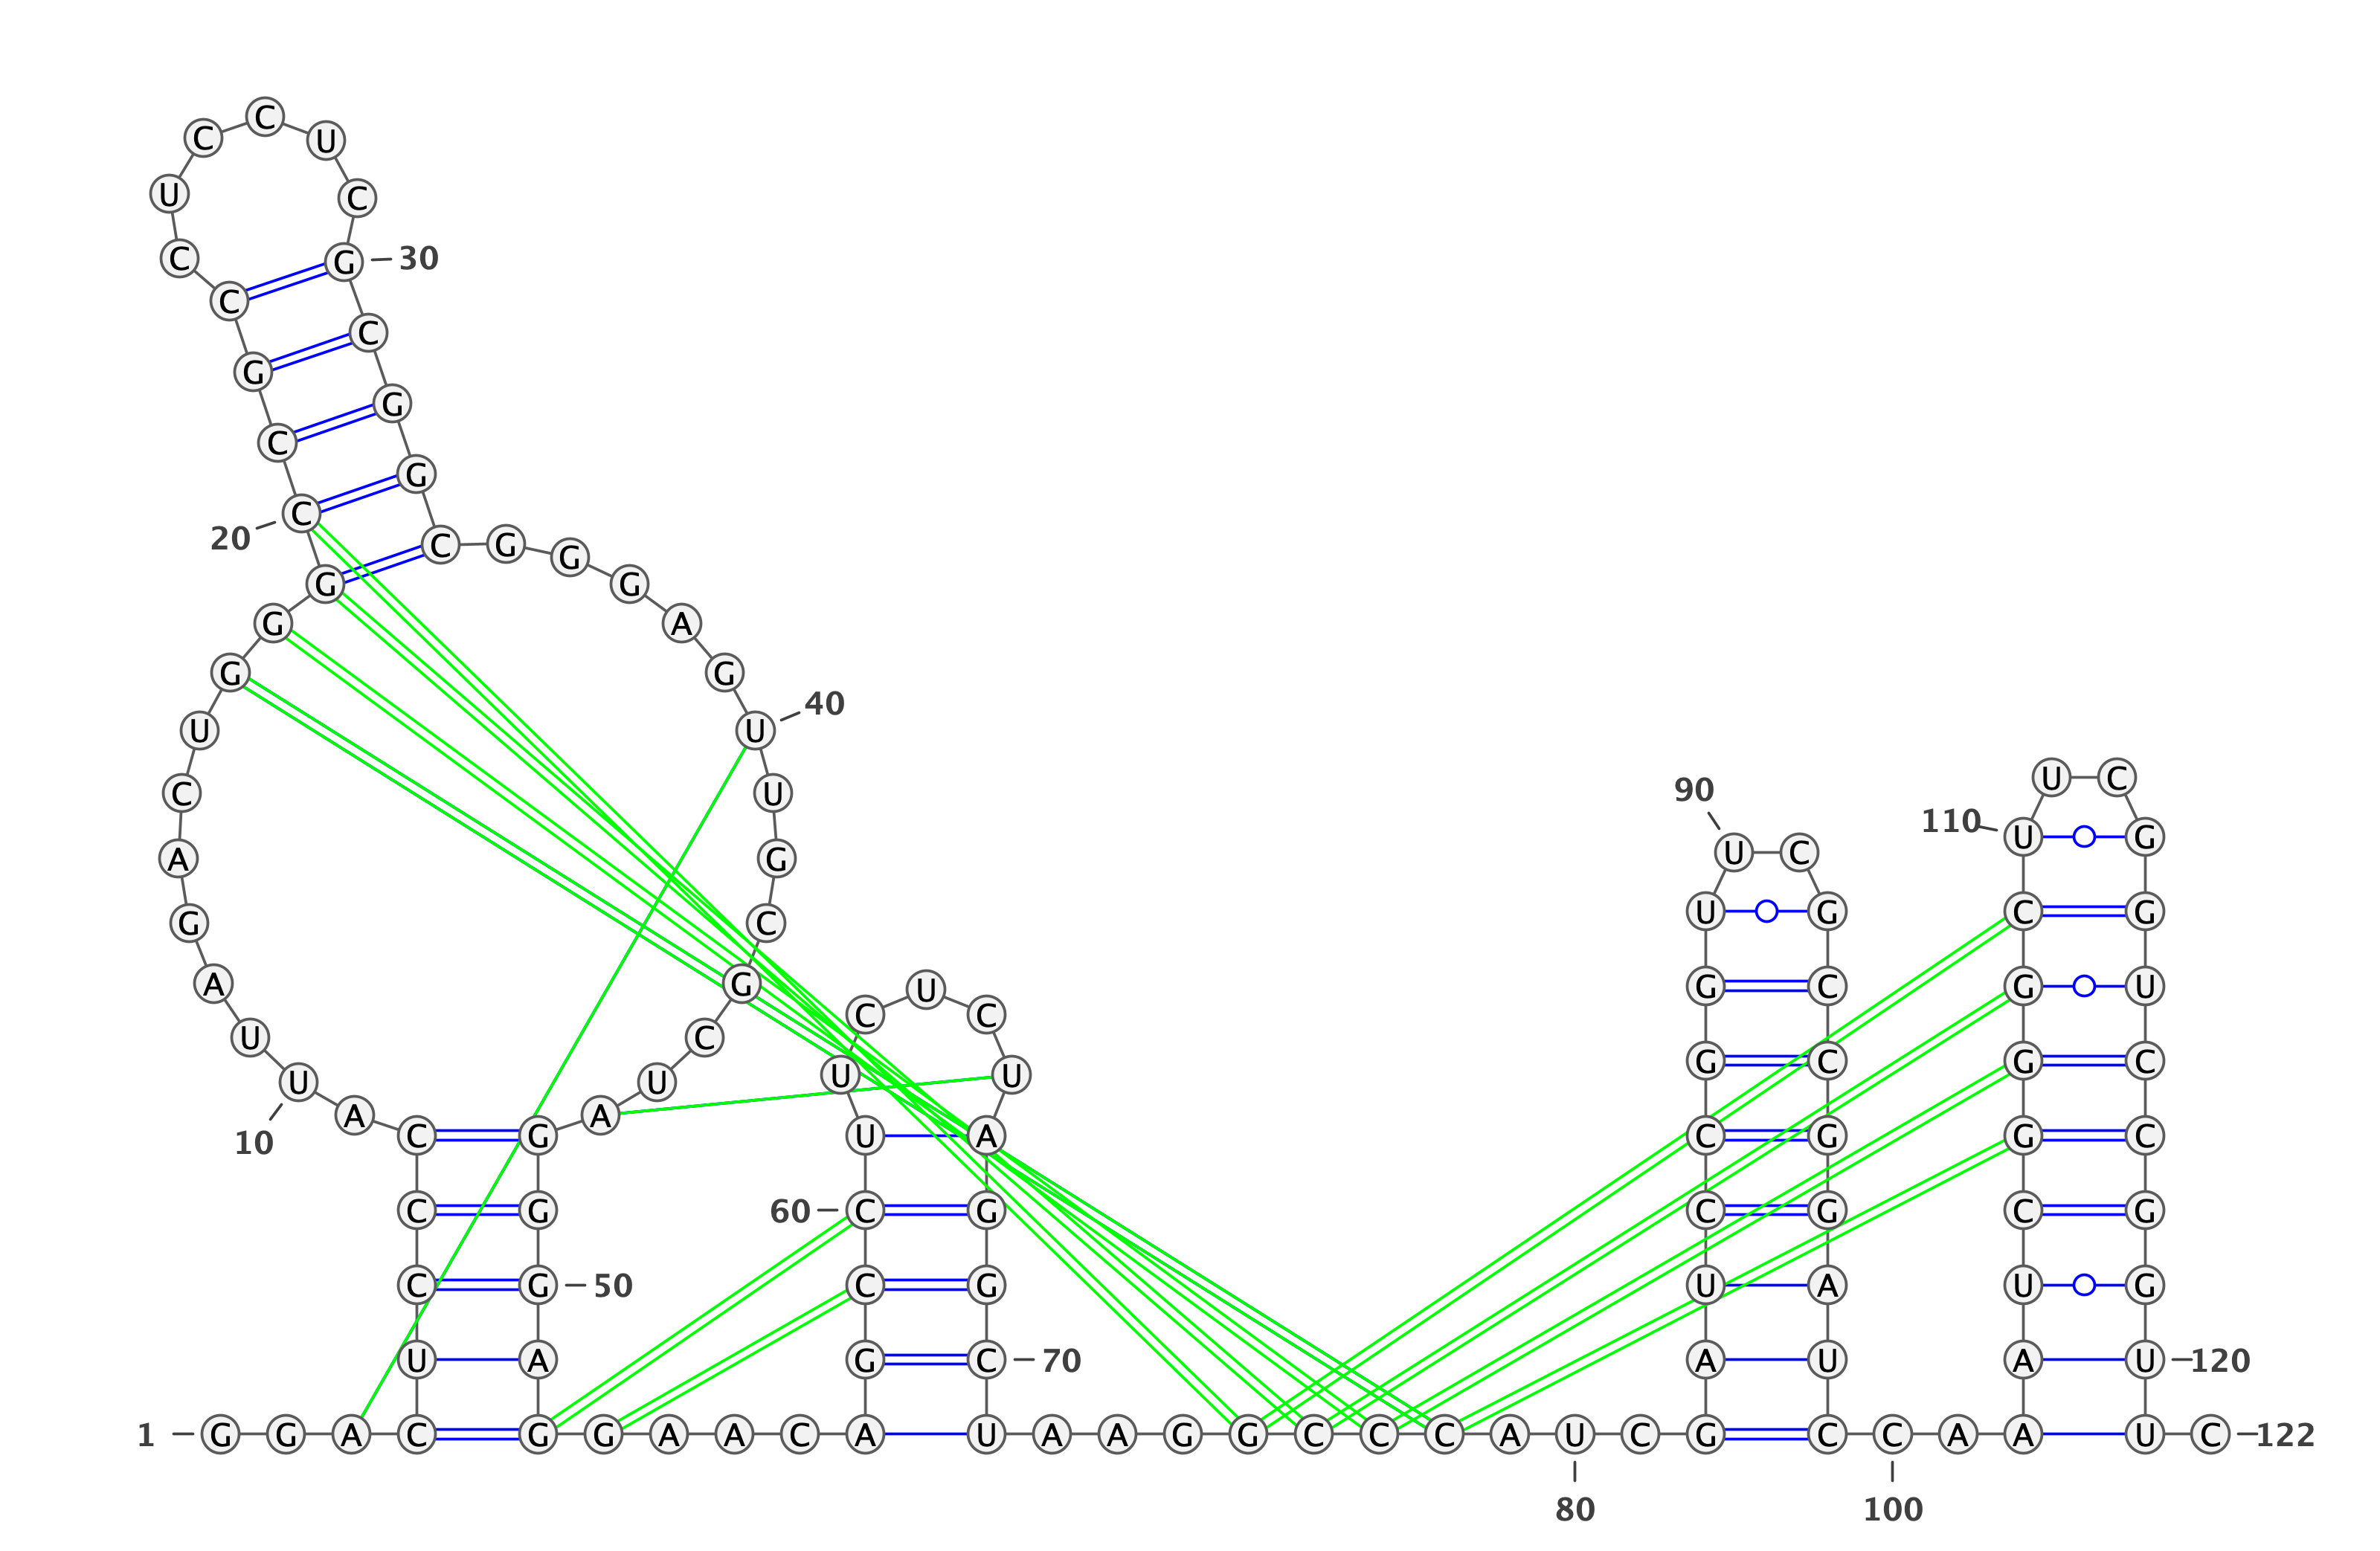 C
C U
U C
C G 30
C
C
G
G
C
G
C
20 C G
G
G G
G A
G G
40
U U
U C
90 C U
110 U G
U C
A G
U G C G
G C
A G G C G U
U
C C
U C
G C G C
U U
U U
A A
10 C G U A C G G C
C G 60 C G C G C G
C G 50 C G U A U G
U A G C 70 A U A U 120
1 G G A C G G A A C A U A A G G C C C A U C G C C A A U C 122
80 100